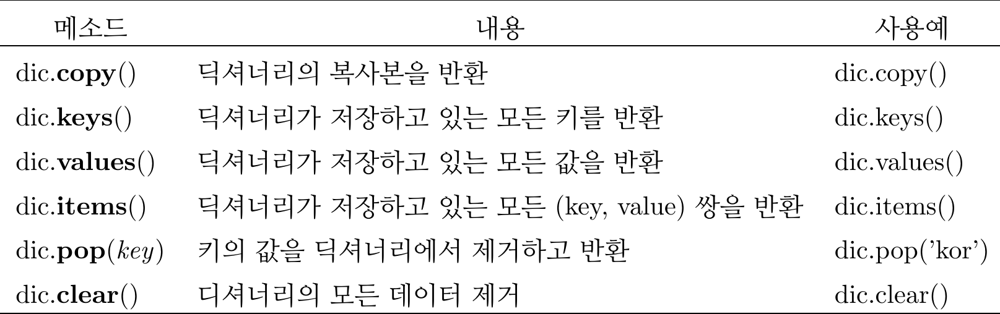 메소드 내용 사용예
dic.copy() 딕셔너리의 복사본을 반환 dic.copy()
dic.keys() 딕셔너리가 저장하고 있는 모든 키를 반환 dic.keys()
dic.values() 딕셔너리가 저장하고 있는 모든 값을 반환 dic.values()
dic.items() 딕셔너리가 저장하고 있는 모든 (key, value) 쌍을 반환 dic.items()
dic.pop(key) 키의 값을 딕셔너리에서 제거하고 반환 dic.pop(’kor’)
dic.clear() 디셔너리의 모든 데이터 제거 dic.clear()